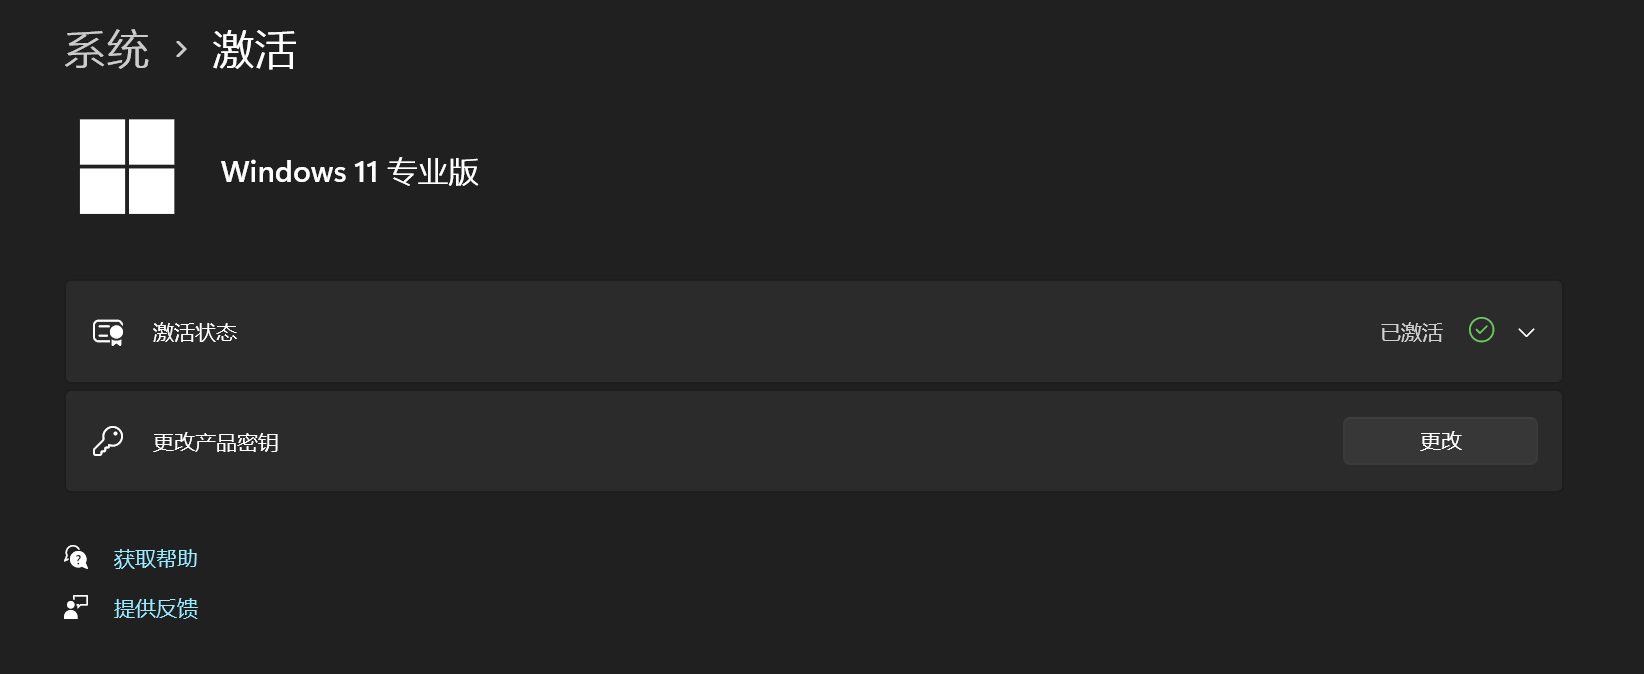 系统 > 激活
Windows 11 专业版
激活状态 已激活
更改产品密钥 更改
获取帮助
提供反馈